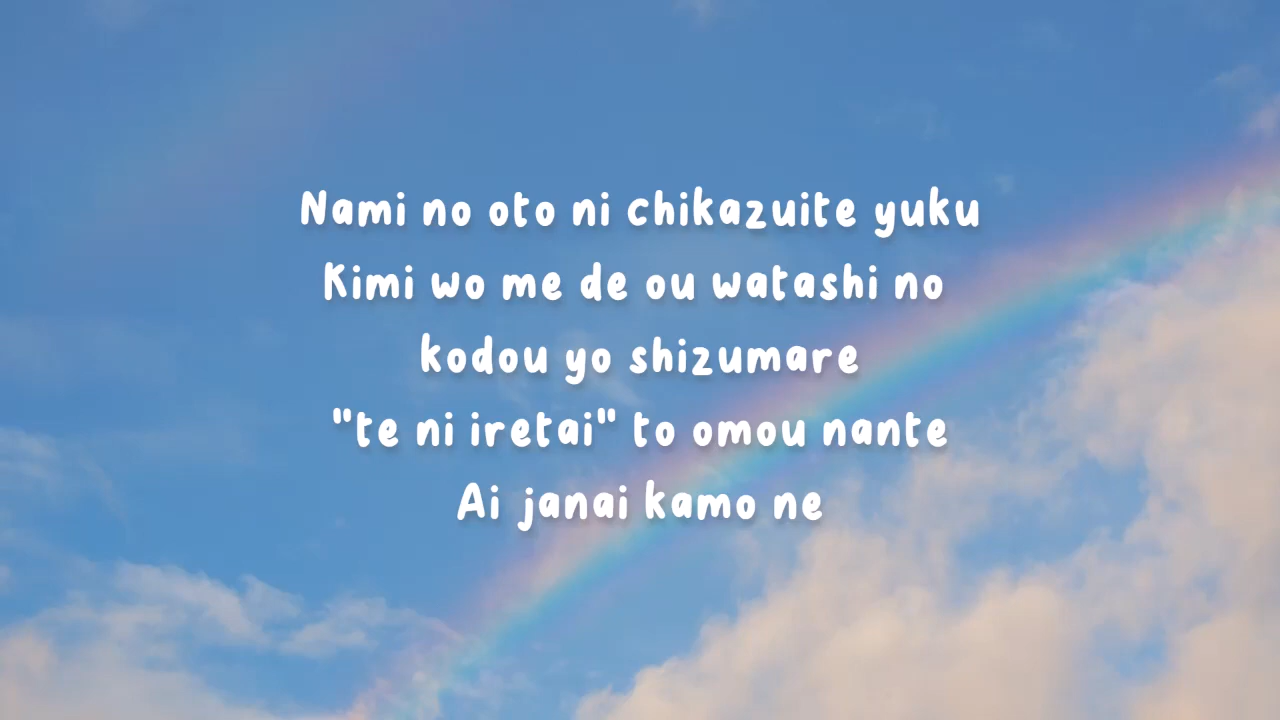 Nami no oto ni chikazuite yuku
Kimi wo me de ou watashi no
kodou yo shizumare
"te ni iretai" to omou nante
Ai janai kamo ne